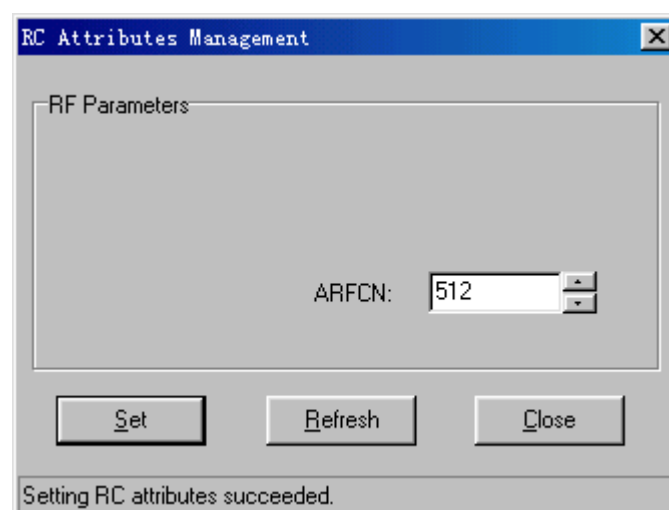 RC Attributes Management
RF Parameters
ARFCN: 512
Set Refresh Close
Setting RC attributes succeeded.